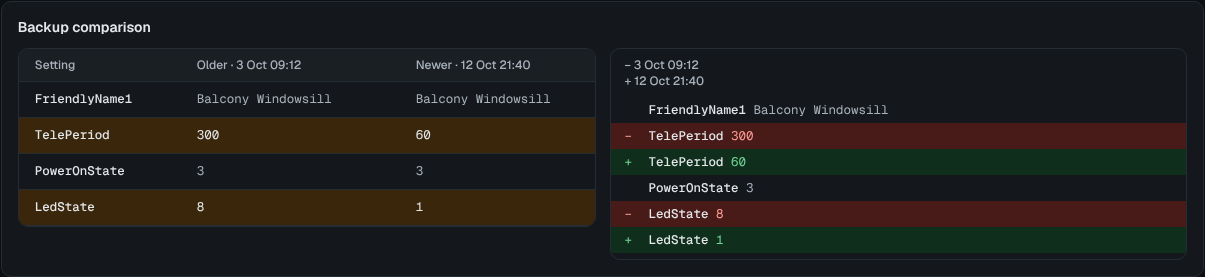 Backup comparison
Setting Older · 3 Oct 09:12 Newer · 12 Oct 21:40
FriendlyName1 Balcony Windowsill Balcony Windowsill
TelePeriod 300 60
PowerOnState 3 3
LedState 8 1
− 3 Oct 09:12
+ 12 Oct 21:40
FriendlyName1 Balcony Windowsill
− TelePeriod 300
+ TelePeriod 60
PowerOnState 3
− LedState 8
+ LedState 1